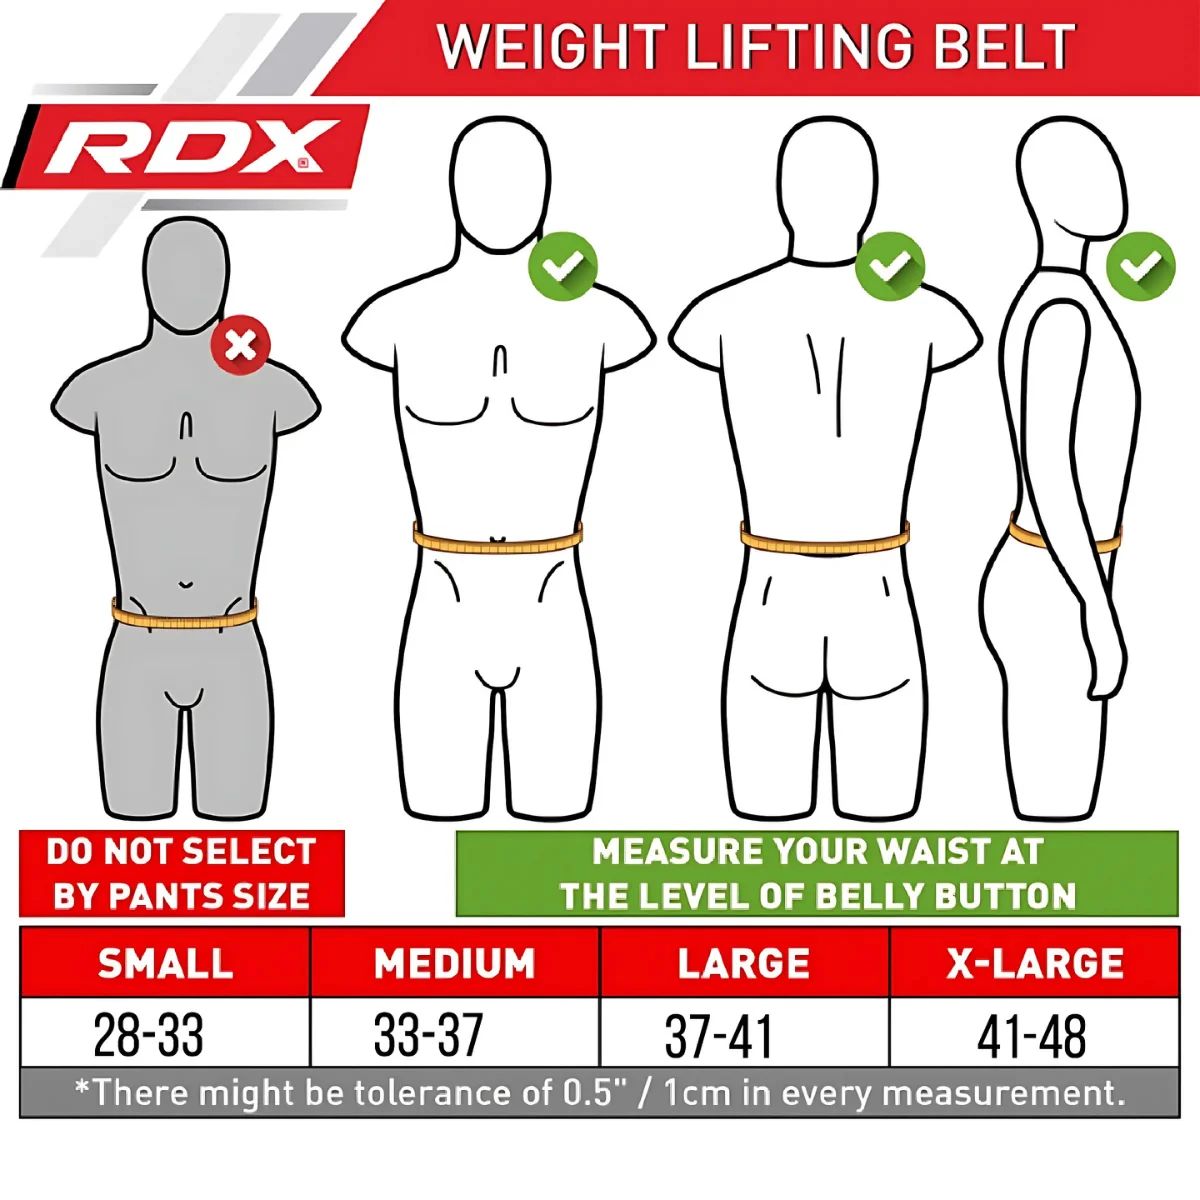 WEIGHT LIFTING BELT
RDX
DO NOT SELECT
BY PANTS SIZE
MEASURE YOUR WAIST AT
THE LEVEL OF BELLY BUTTON
SMALL MEDIUM LARGE X-LARGE
28-33 33-37 37-41 41-48
*There might be tolerance of 0.5" / 1cm in every measurement.